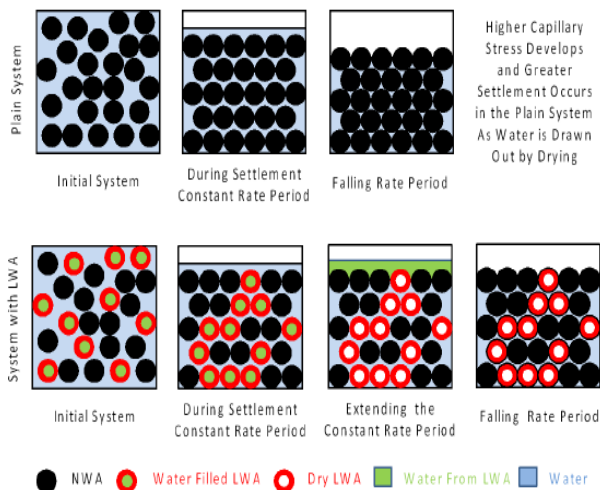 Plain System
Higher Capillary
Stress Develops
and Greater
Settlement Occurs
in the Plain System
As Water is Drawn
Out by Drying
Initial System
During Settlement
Constant Rate Period
Falling Rate Period
System with LWA
Initial System
During Settlement
Constant Rate Period
Extending the
Constant Rate Period
Falling Rate Period
NWA
Water Filled LWA
Dry LWA
Water From LWA
Water